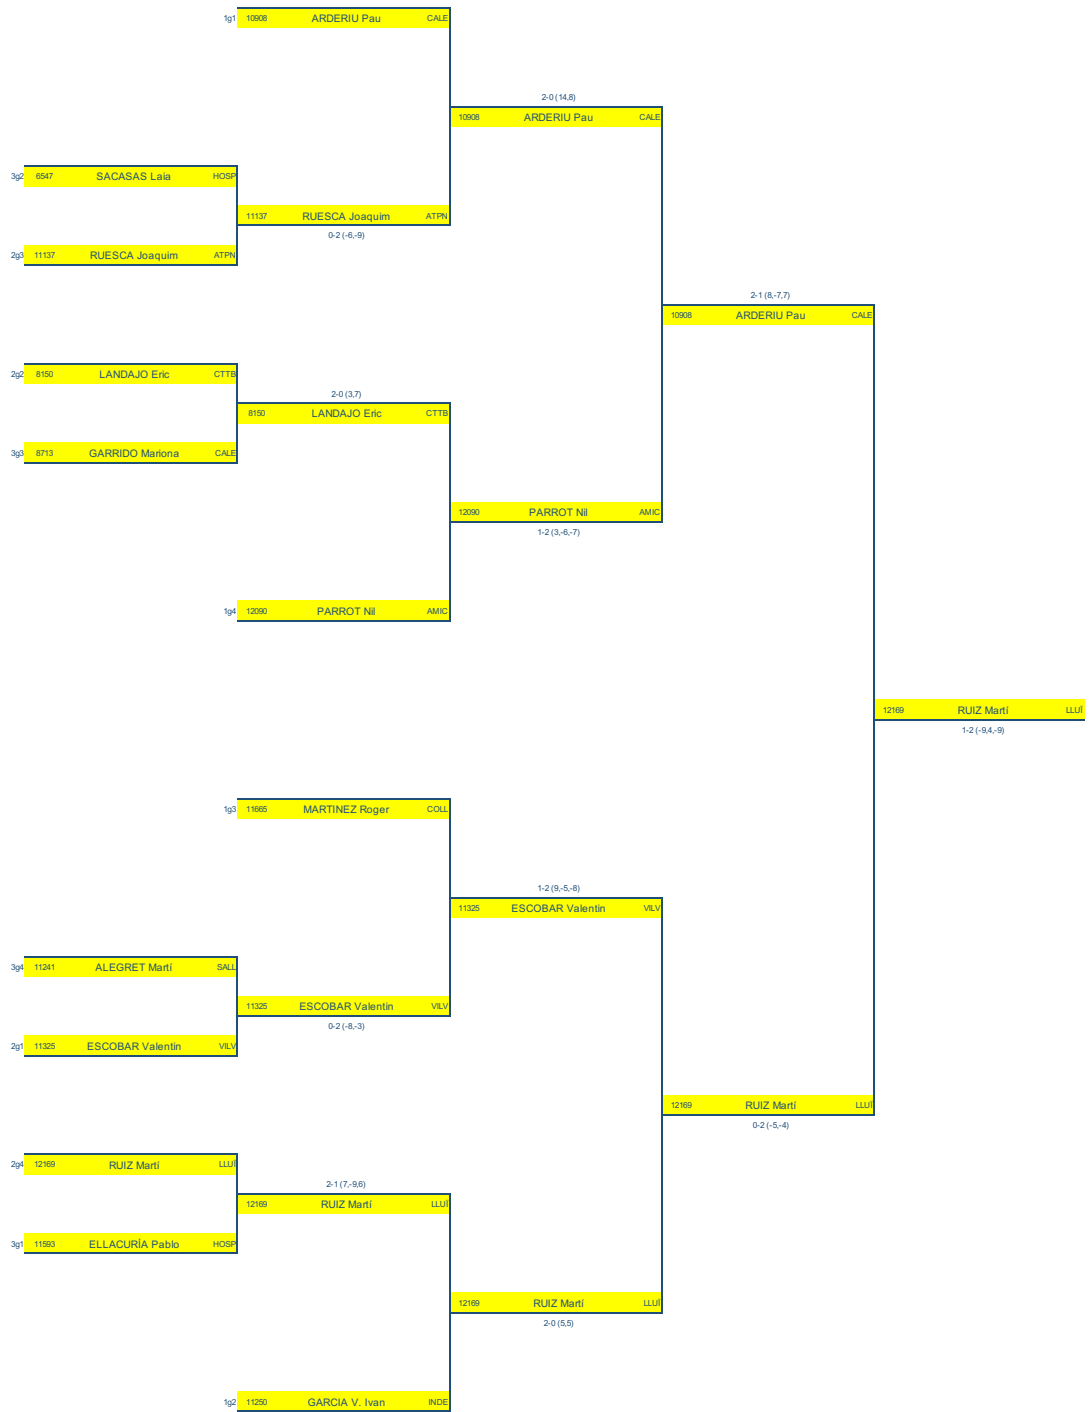 1g1 10908 ARDERIU Pau CALE
2-0 (14,8)
10908 ARDERIU Pau CALE
3g2 6547 SACASAS Laia HOSP
11137 RUESCA Joaquim ATPN
0-2 (-6,-9)
2g3 11137 RUESCA Joaquim ATPN
2-1 (8,-7,7)
10908 ARDERIU Pau CALE
2g2 8150 LANDAJO Eric CTTB
2-0 (3,7)
8150 LANDAJO Eric CTTB
3g3 8713 GARRIDO Mariona CALE
12090 PARROT Nil AMIC
1-2 (3,-6,-7)
1g4 12090 PARROT Nil AMIC
12169 RUIZ Martí LLUÏ
1-2 (-9,4,-9)
1g3 11665 MARTINEZ Roger COLL
1-2 (9,-5,-8)
11325 ESCOBAR Valentin VILV
3g4 11241 ALEGRET Martí SALL
11325 ESCOBAR Valentin VILV
0-2 (-8,-3)
2g1 11325 ESCOBAR Valentin VILV
12169 RUIZ Martí LLUÏ
0-2 (-5,-4)
2g4 12169 RUIZ Martí LLUÏ
2-1 (7,-9,6)
12169 RUIZ Martí LLUÏ
3g1 11593 ELLACURÍA Pablo HOSP
12169 RUIZ Martí LLUÏ
2-0 (5,5)
1g2 11250 GARCIA V. Ivan INDE